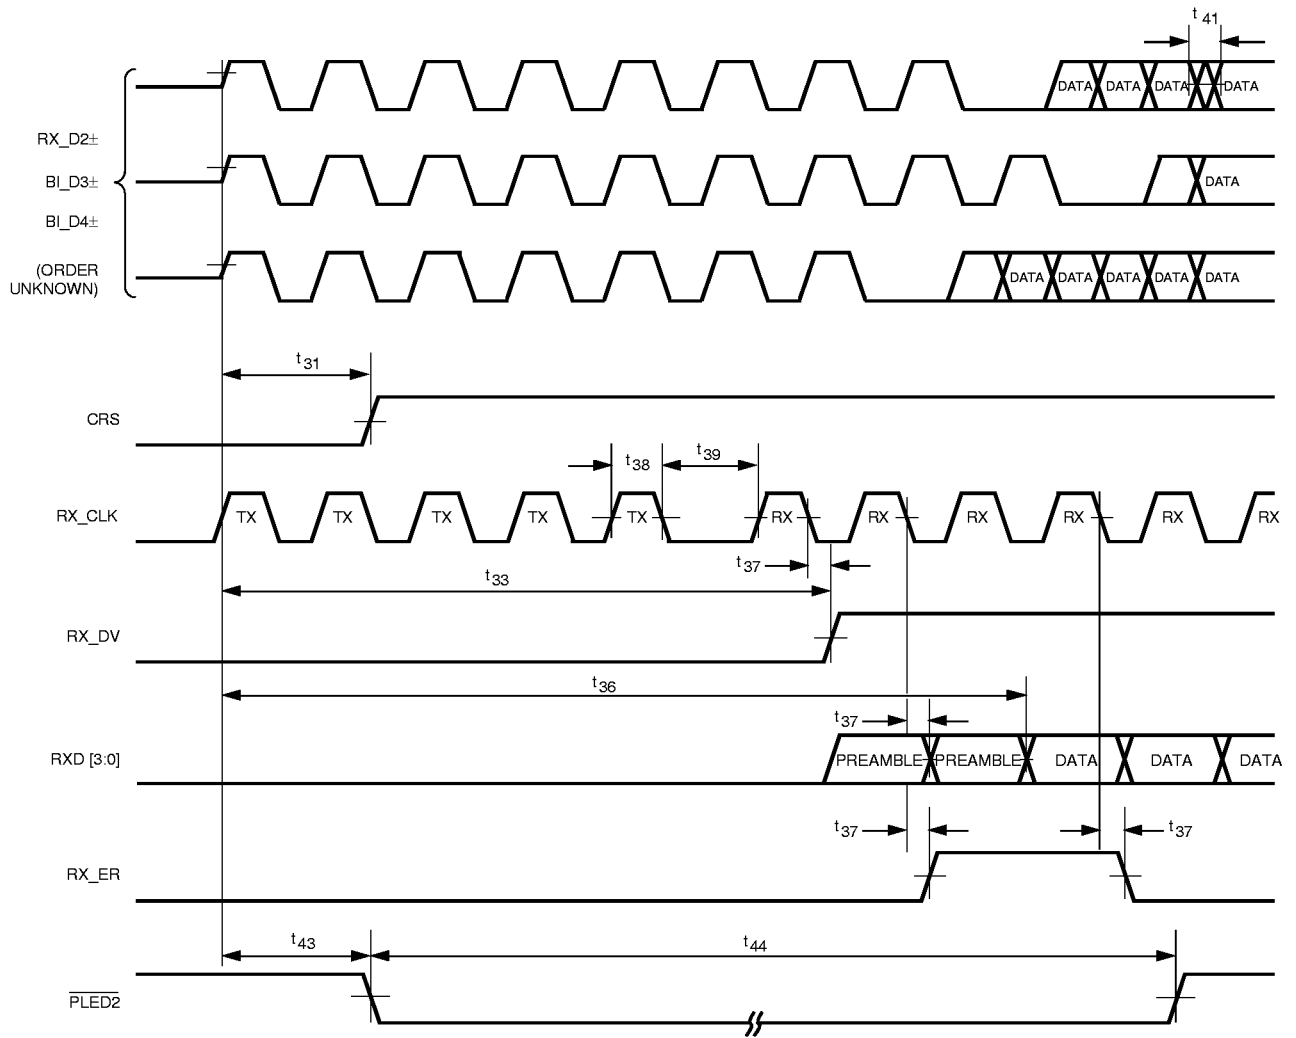 t41
DATA DATA DATA DATA
RX_D2±
BI_D3±
DATA
BI_D4±
(ORDER
UNKNOWN)
DATA DATA DATA DATA DATA
t31
CRS
t38 t39
RX_CLK TX TX TX TX TX RX RX RX RX RX RX
t37
t33
RX_DV
t36
t37
RXD [3:0] PREAMBLE PREAMBLE DATA DATA DATA
t37 t37
RX_ER
t43 t44
PLED2